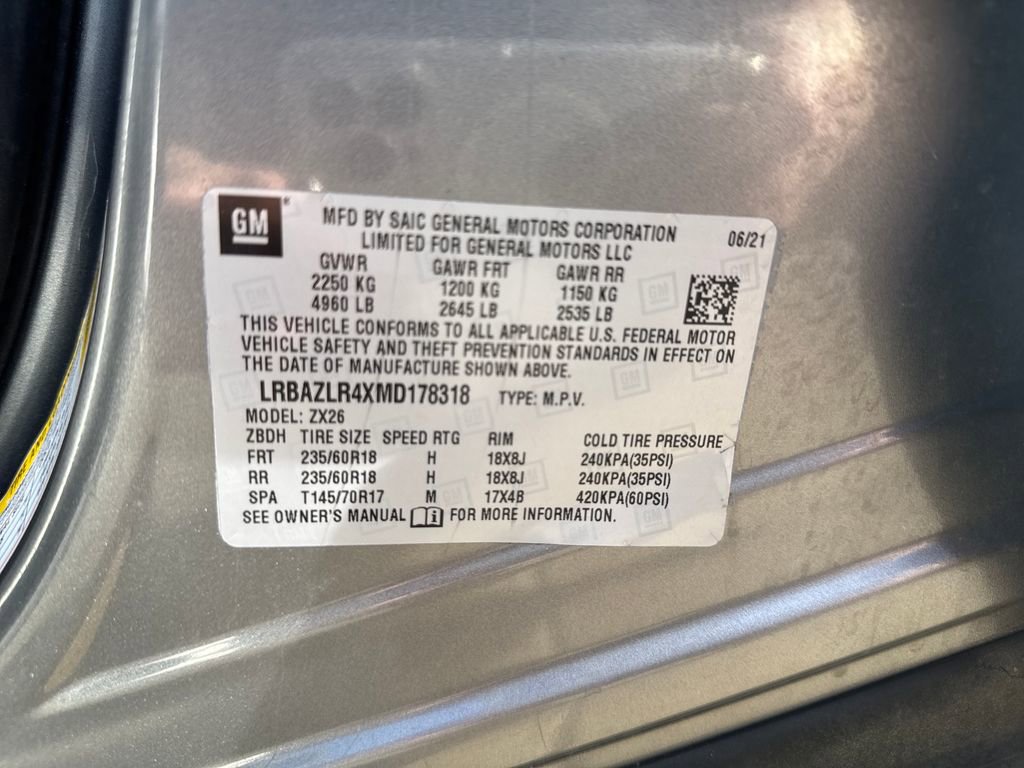 GM ®
MFD BY SAIC GENERAL MOTORS CORPORATION
LIMITED FOR GENERAL MOTORS LLC
06/21
GVWR GAWR FRT GAWR RR
2250 KG 1200 KG 1150 KG
4960 LB 2645 LB 2535 LB
THIS VEHICLE CONFORMS TO ALL APPLICABLE U.S. FEDERAL MOTOR
VEHICLE SAFETY AND THEFT PREVENTION STANDARDS IN EFFECT ON
THE DATE OF MANUFACTURE SHOWN ABOVE.
LRBAZLR4XMD178318 TYPE: M.P.V.
MODEL: ZX26
ZBDH TIRE SIZE SPEED RTG RIM COLD TIRE PRESSURE
FRT 235/60R18 H 18X8J 240KPA(35PSI)
RR 235/60R18 H 18X8J 240KPA(35PSI)
SPA T145/70R17 M 17X4B 420KPA(60PSI)
SEE OWNER'S MANUAL FOR MORE INFORMATION.